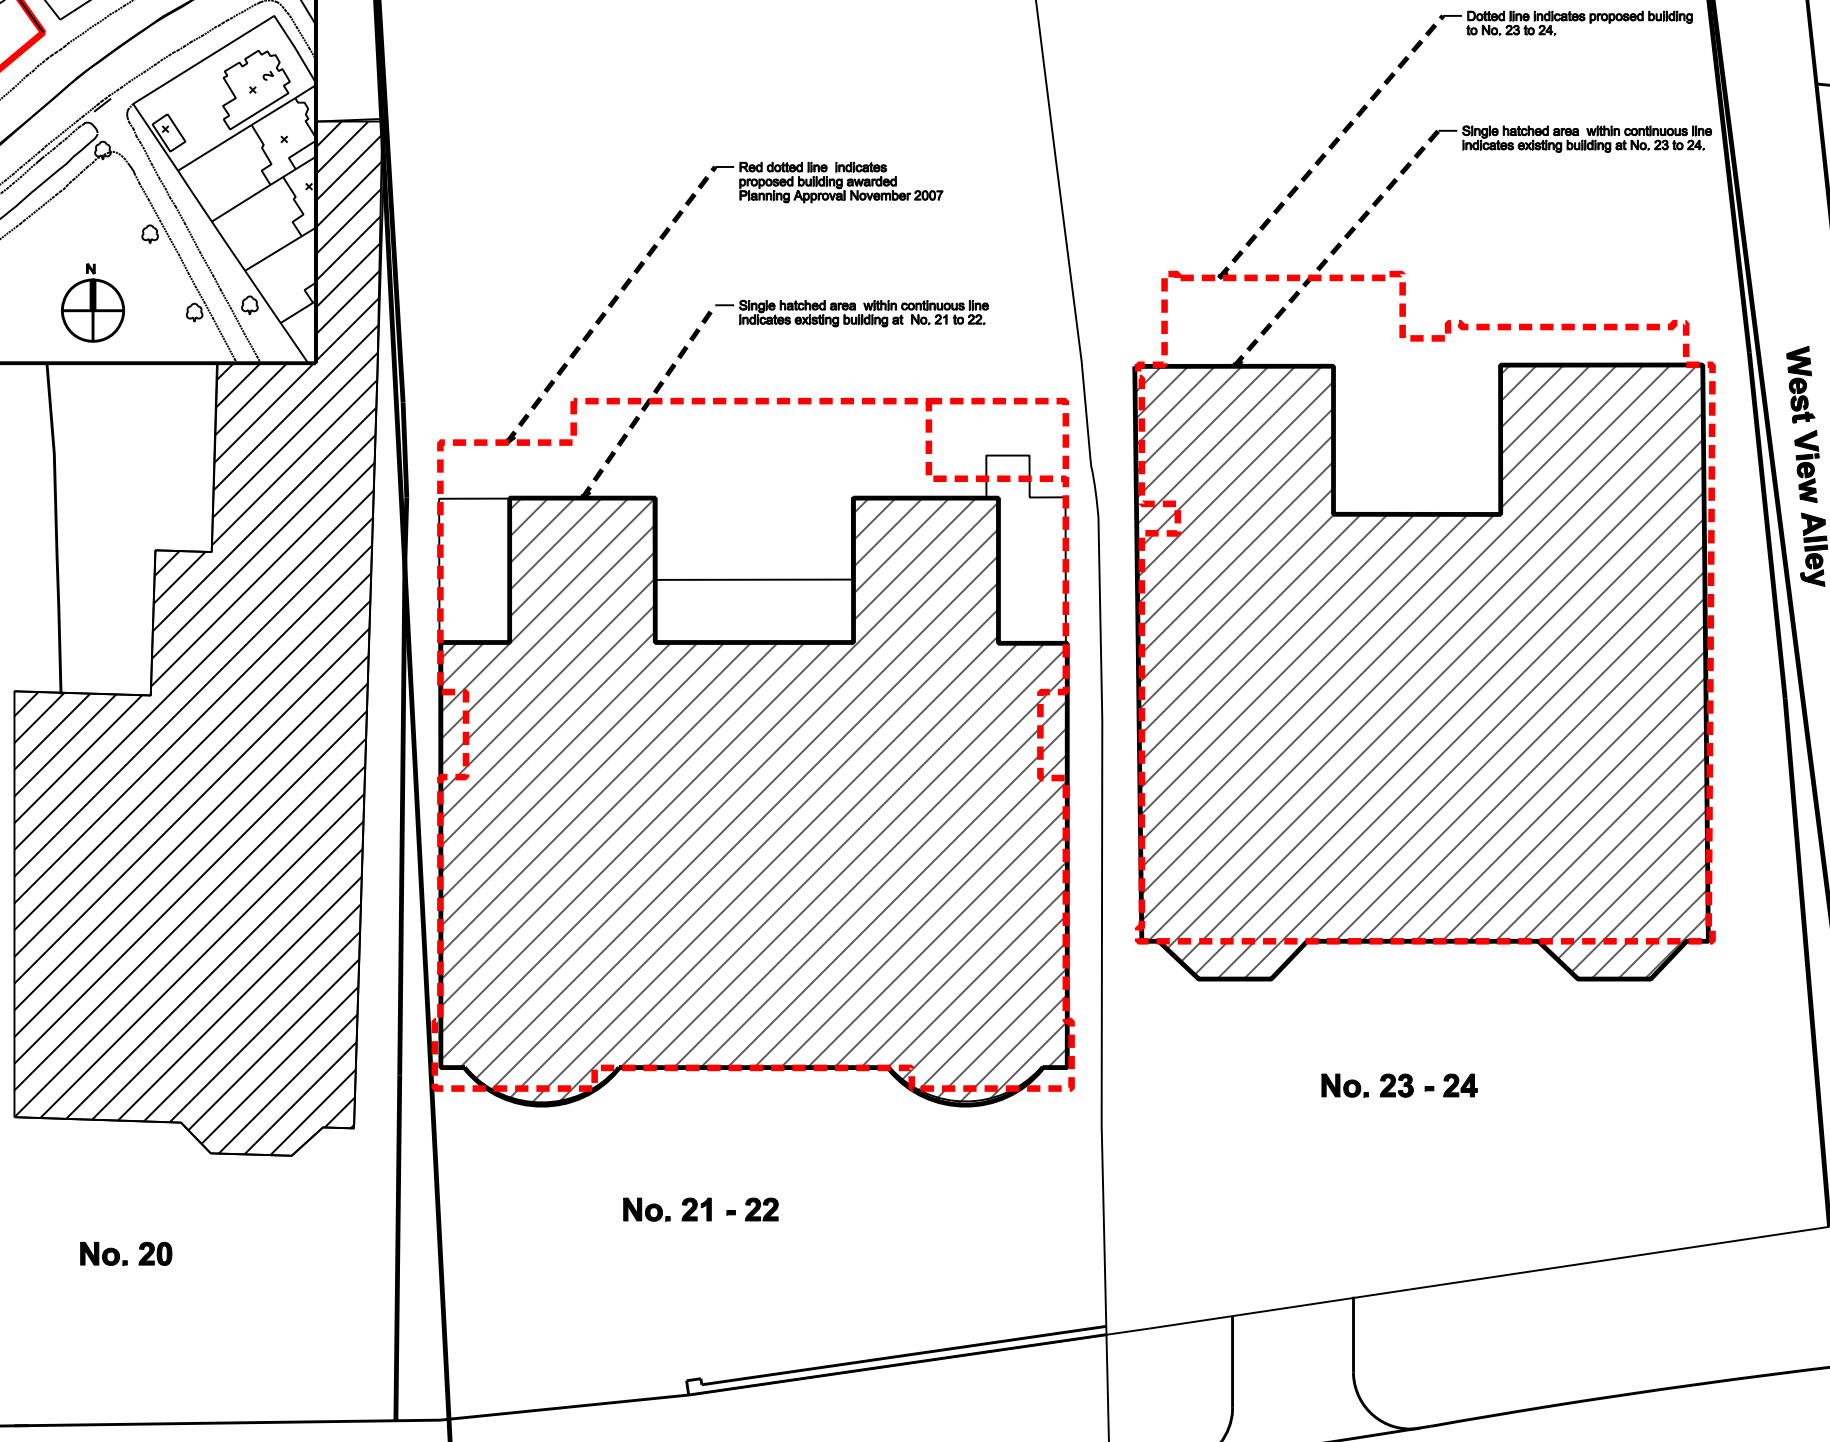 Dotted line indicates proposed building
to No. 23 to 24.
Single hatched area within continuous line
indicates existing building at No. 23 to 24.
Red dotted line indicates
proposed building awarded
Planning Approval November 2007
Single hatched area within continuous line
indicates existing building at No. 21 to 22.
2
N
West View Alley
No. 23 - 24
No. 21 - 22
No. 20